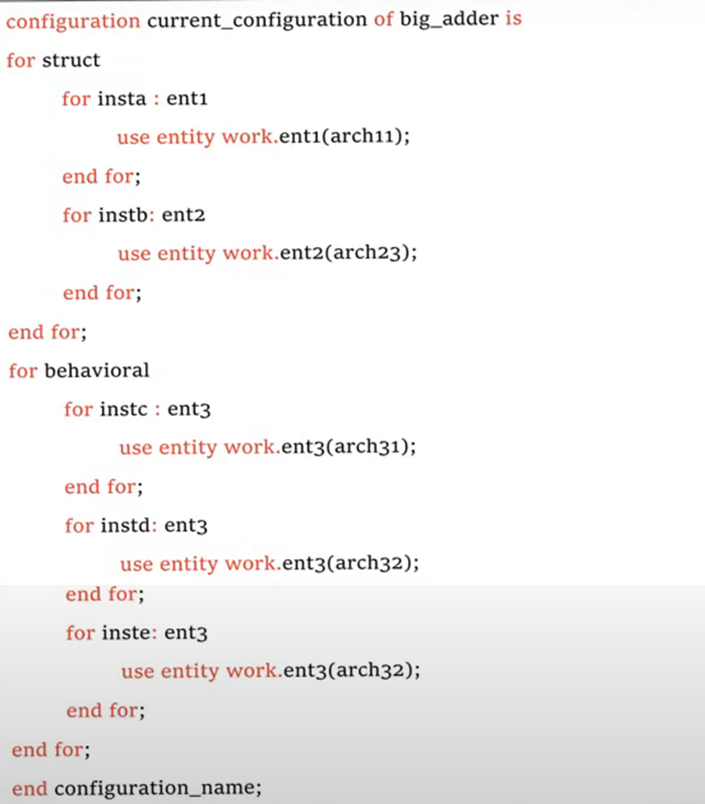 configuration current_configuration of big_adder is
for struct
for insta : ent1
use entity work.ent1(arch11);
end for;
for instb: ent2
use entity work.ent2(arch23);
end for;
end for;
for behavioral
for instc : ent3
use entity work.ent3(arch31);
end for;
for instd: ent3
use entity work.ent3(arch32);
end for;
for inste: ent3
use entity work.ent3(arch32);
end for;
end for;
end configuration_name;